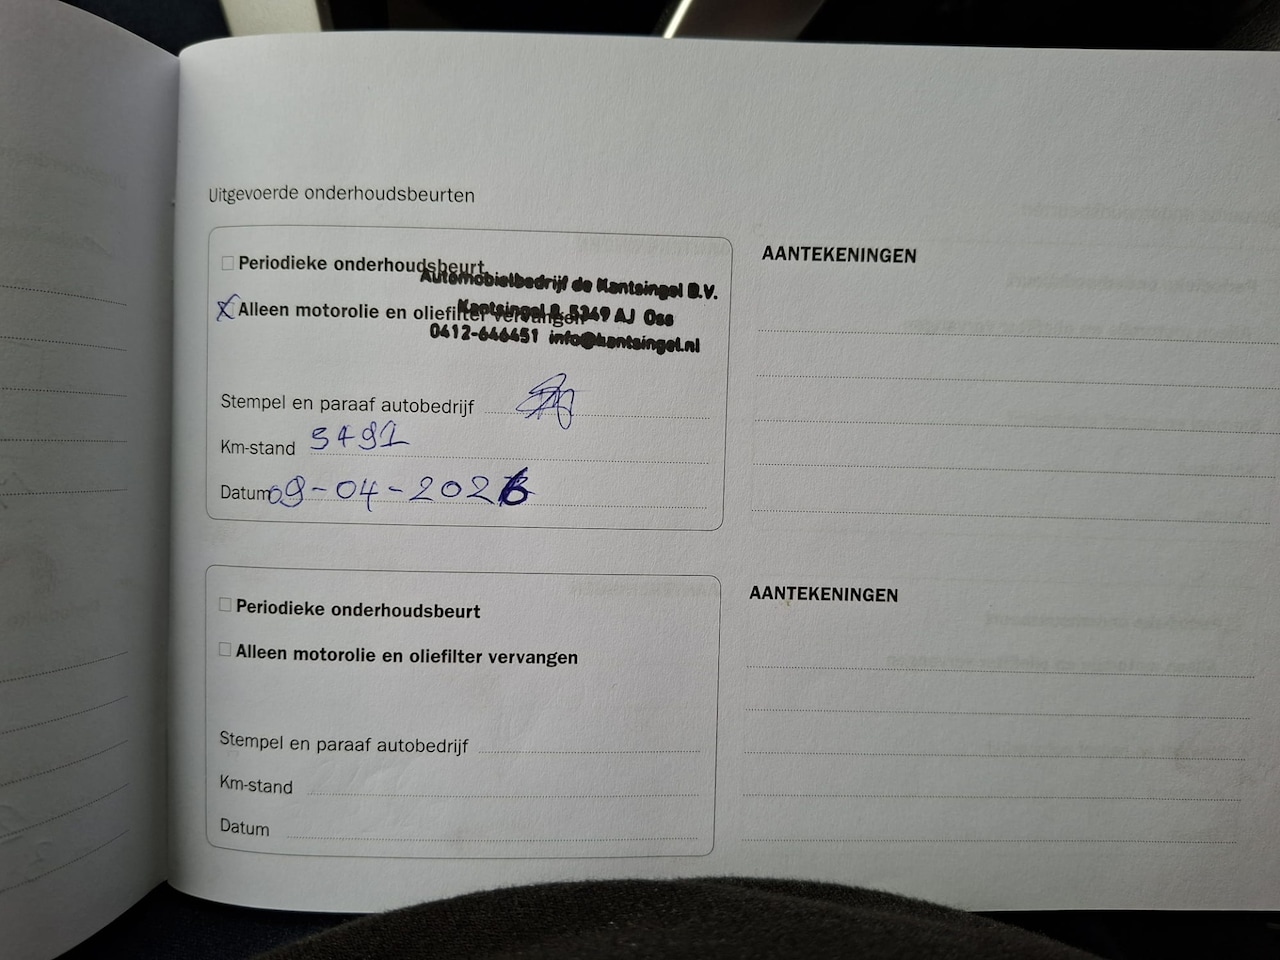 Uitgevoerde onderhoudsbeurten
Periodieke onderhoudsbeurt
Automobielbedrijf de Kantsingel B.V.
Alleen motorolie en oliefilter vervangen
Kantsingel 8, 5349 AJ Oss
0412-646451 info@kantsingel.nl
Stempel en paraaf autobedrijf
Km-stand 5491
Datum 09-04-2026
AANTEKENINGEN
Periodieke onderhoudsbeurt
Alleen motorolie en oliefilter vervangen
Stempel en paraaf autobedrijf
Km-stand
Datum
AANTEKENINGEN